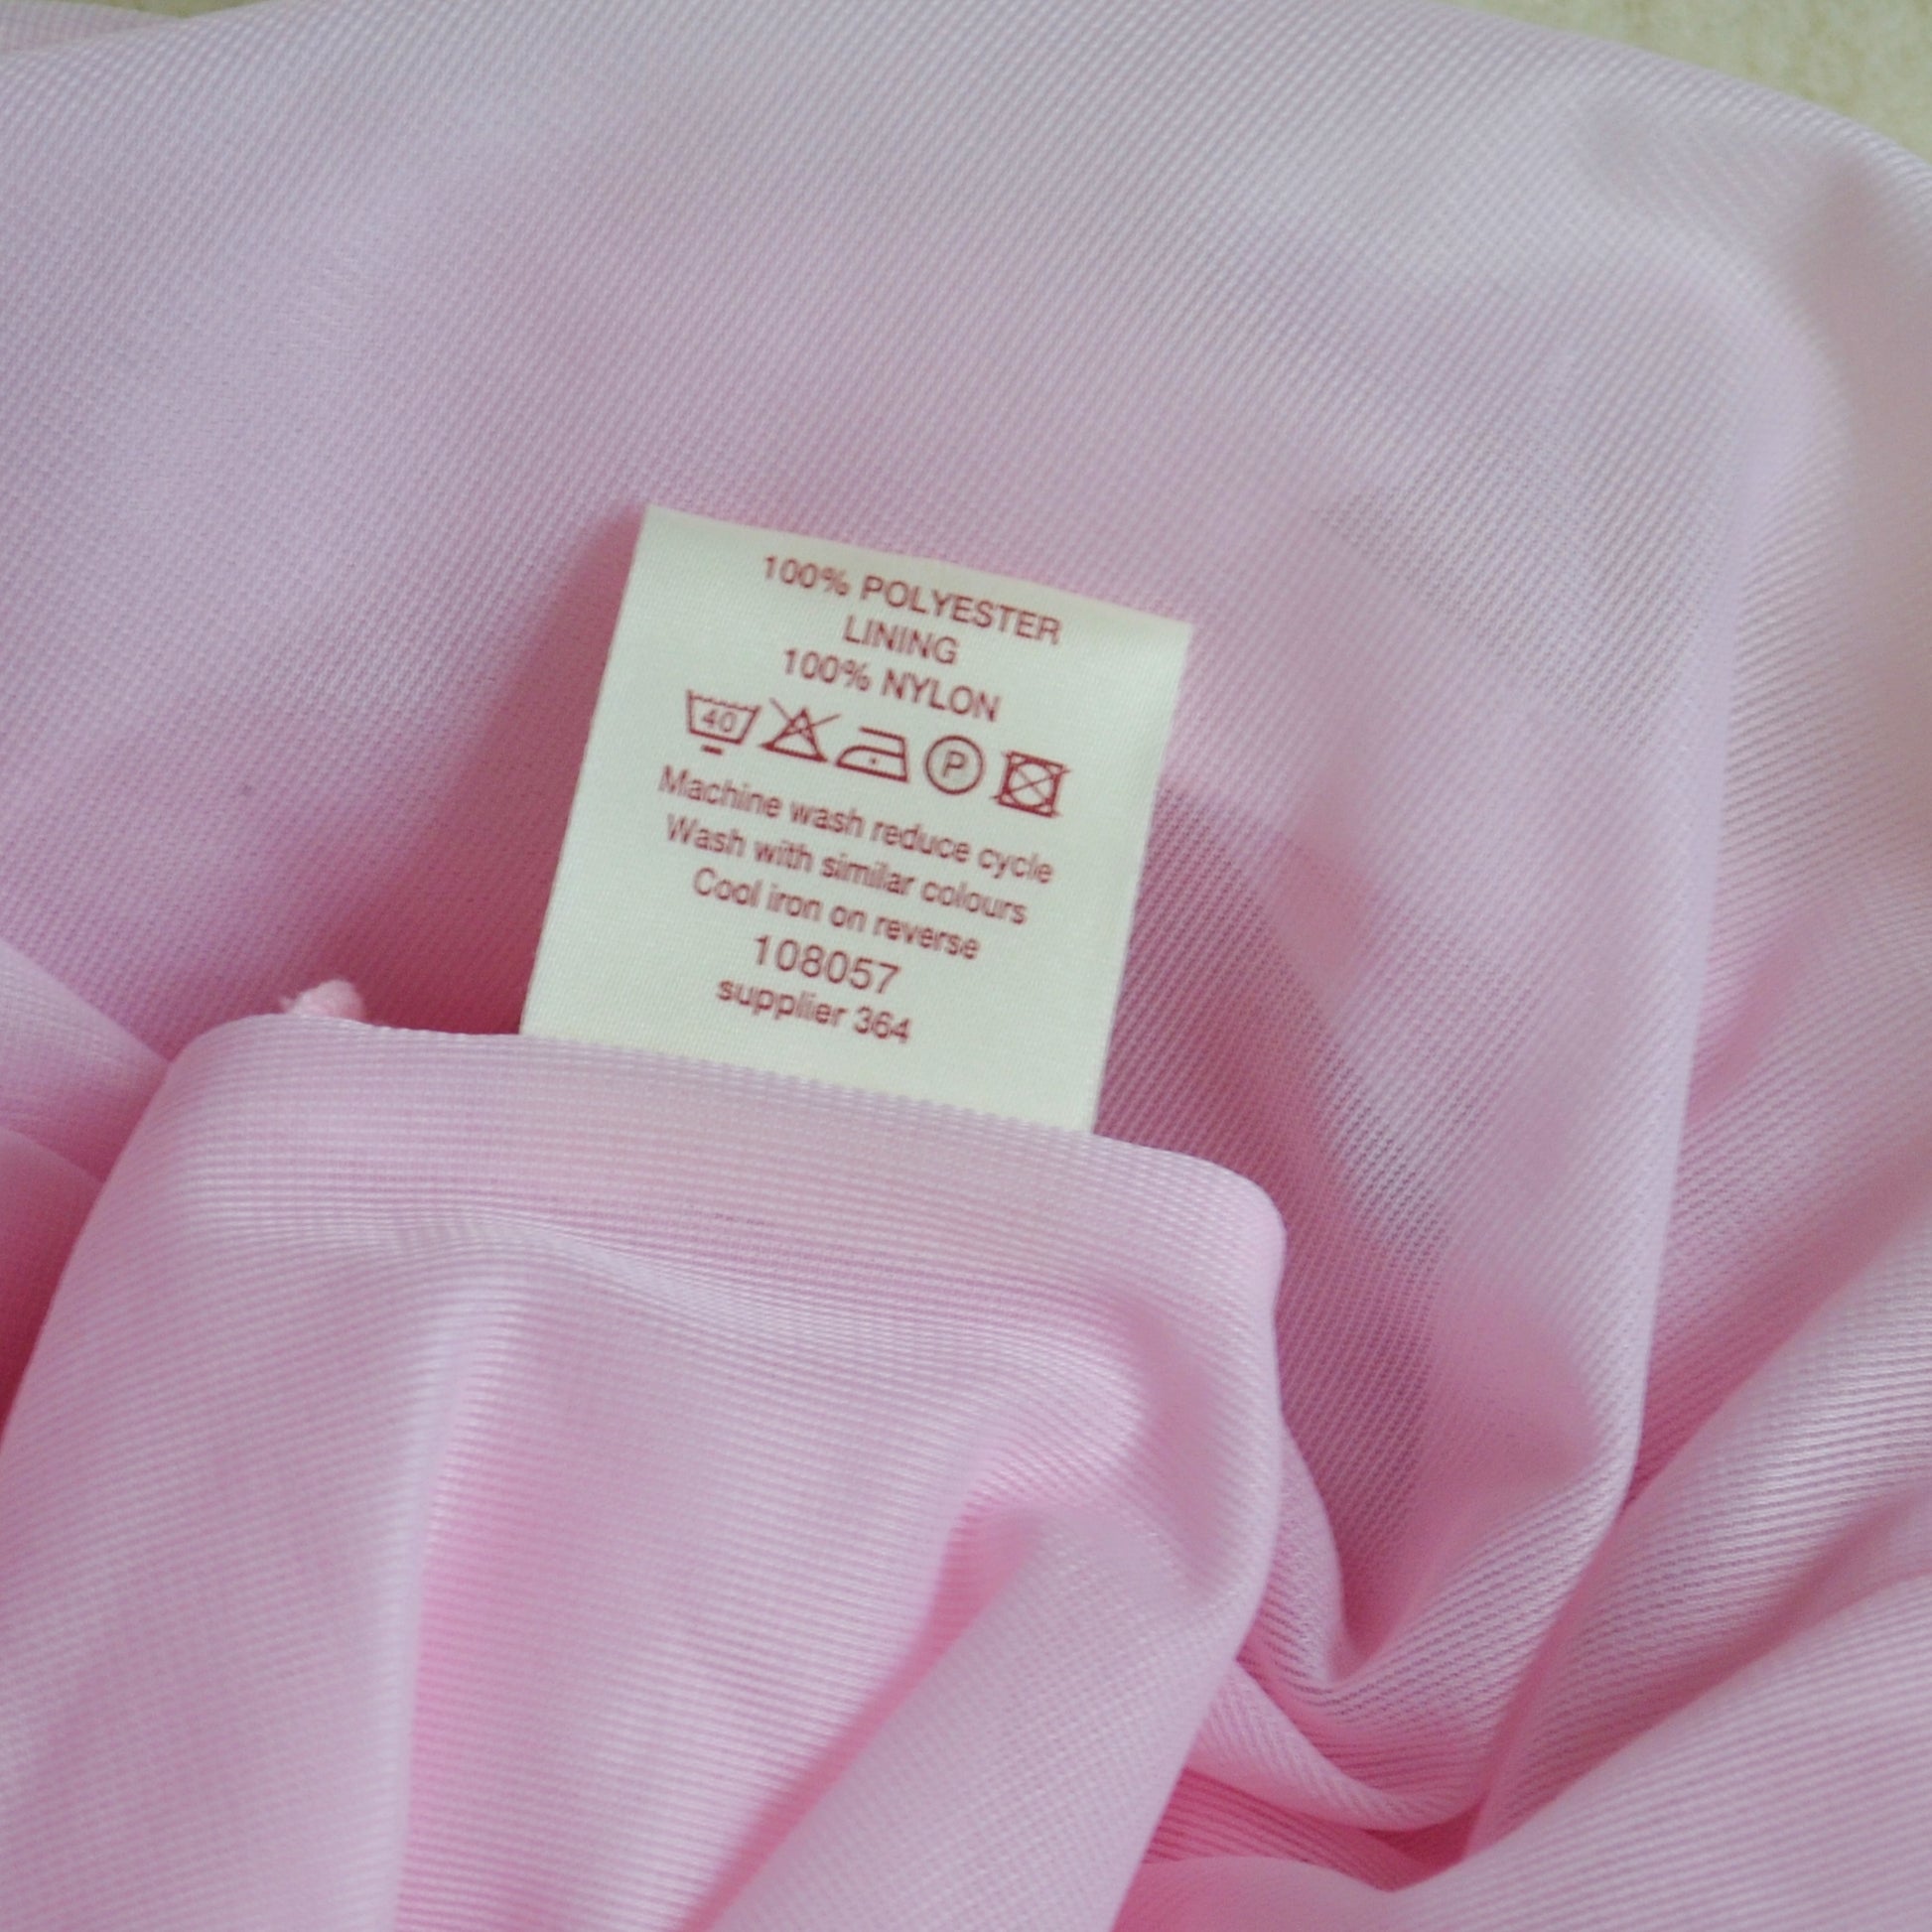 100% POLYESTER
LINING
100% NYLON
40 P
Machine wash reduce cycle
Wash with similar colours
Cool iron on reverse
108057
supplier 364